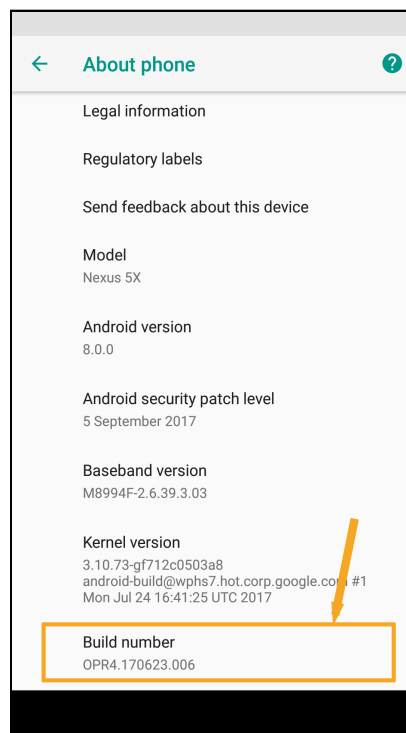 About phone ?
Legal information
Regulatory labels
Send feedback about this device
Model
Nexus 5X
Android version
8.0.0
Android security patch level
5 September 2017
Baseband version
M8994F-2.6.39.3.03
Kernel version
3.10.73-gf712c0503a8
android-build@wphs7.hot.corp.google.com #1
Mon Jul 24 16:41:25 UTC 2017
Build number
OPR4.170623.006